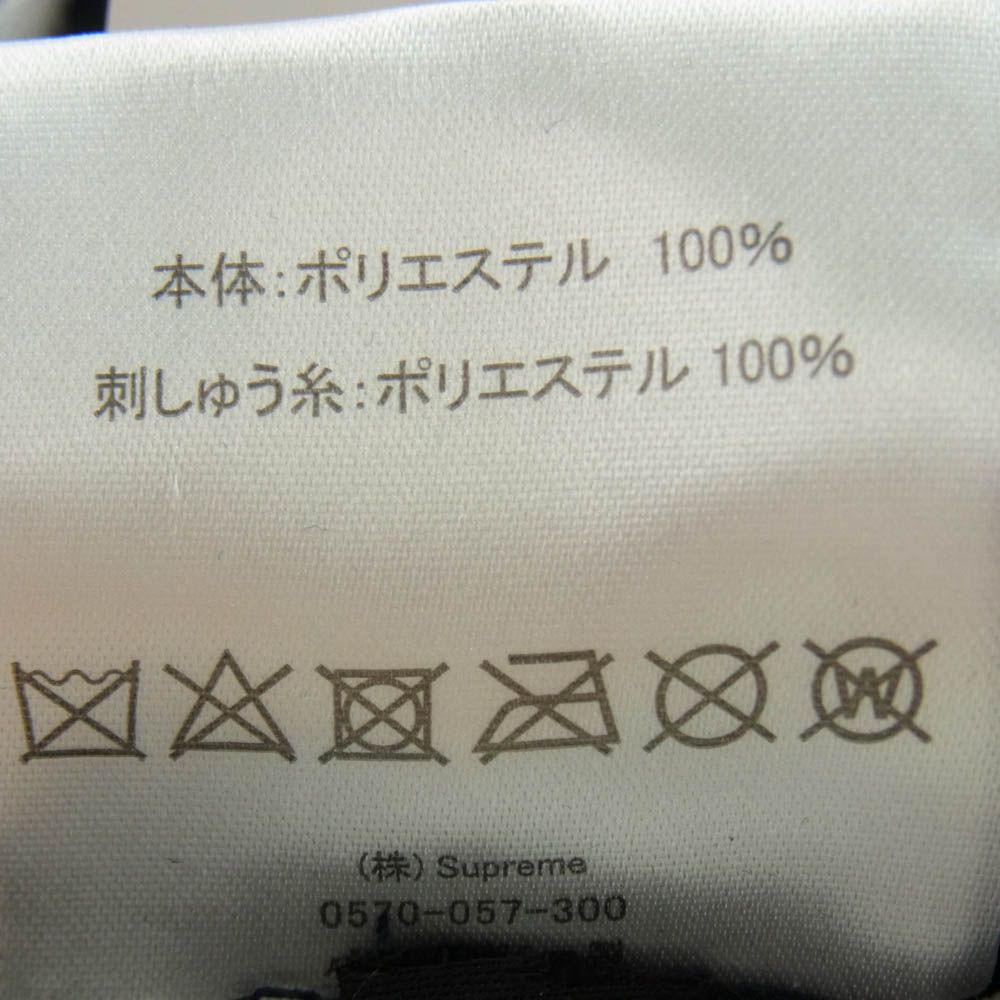 本体:ポリエステル 100%
刺しゅう糸:ポリエステル 100%
(株) Supreme
0570-057-300